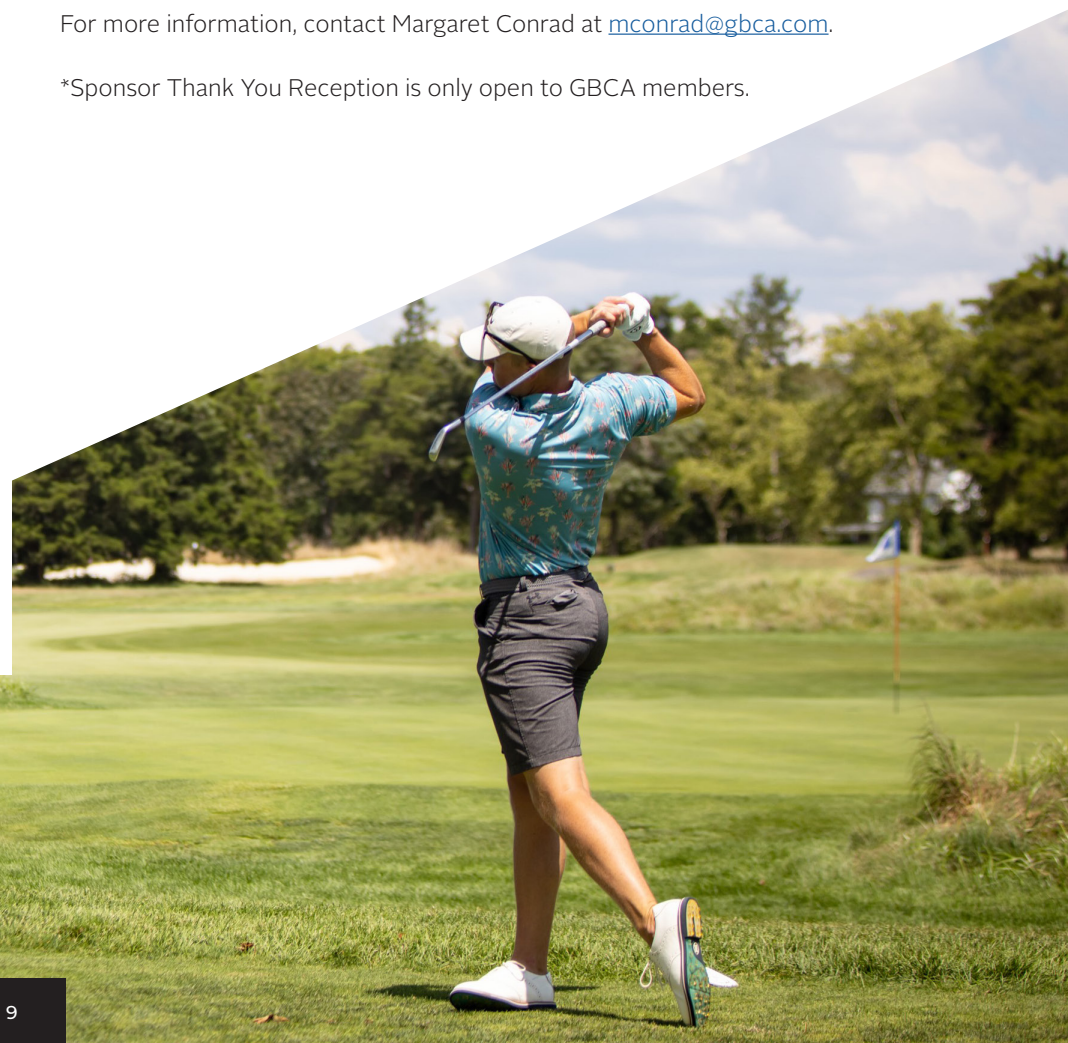 For more information, contact Margaret Conrad at mconrad@gbca.com.
*Sponsor Thank You Reception is only open to GBCA members.
9